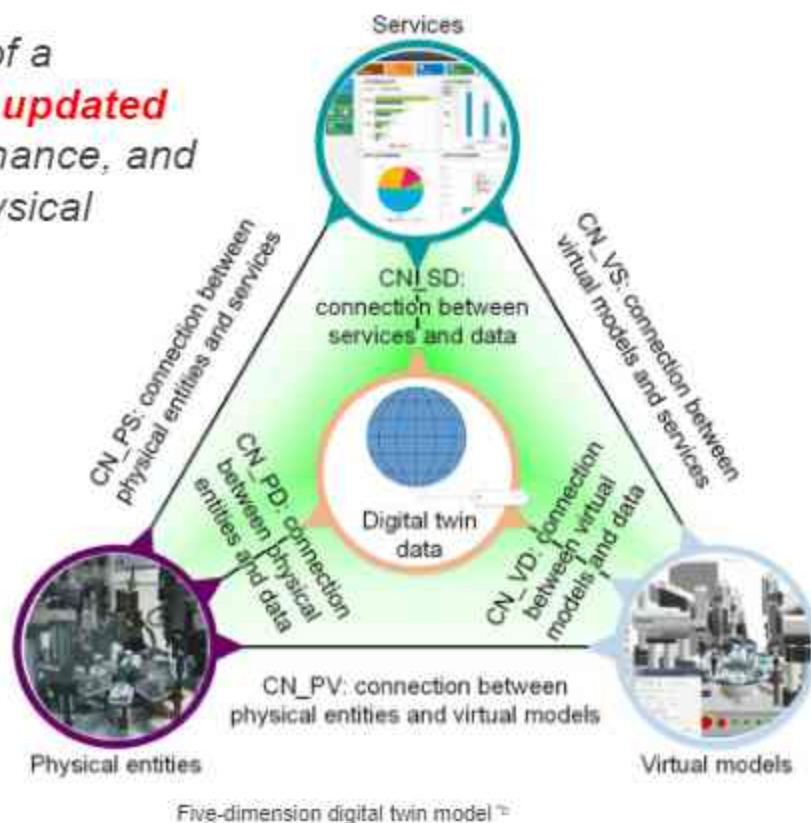 of a
updated
nance, and
ysical
Services
CN_PS: connection between
physical entities and services
CN_VS: connection between
virtual models and services
CN_SD:
connection between
services and data
CN_PD: connection
between physical
entities and data
Digital twin
data
CN_VD: connection
between virtual
models and data
CN_PV: connection between
physical entities and virtual models
Physical entities
Virtual models
Five-dimension digital twin model